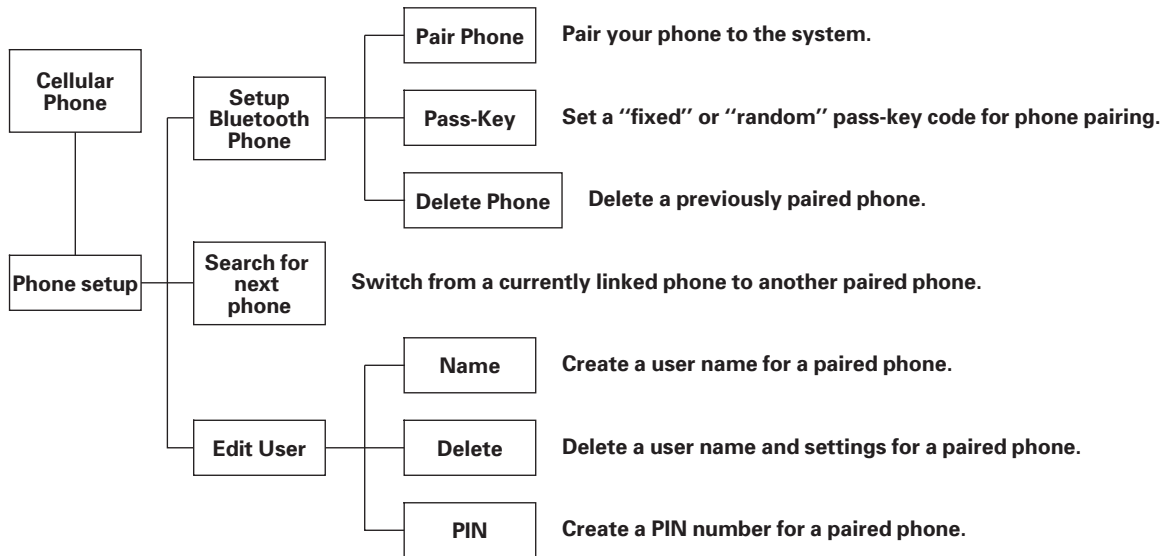 Cellular
Phone
Phone setup
Setup
Bluetooth
Phone
Pair Phone
Pair your phone to the system.
Pass-Key
Set a ‘‘fixed’’ or ‘‘random’’ pass-key code for phone pairing.
Delete Phone
Delete a previously paired phone.
Search for
next
phone
Switch from a currently linked phone to another paired phone.
Edit User
Name
Create a user name for a paired phone.
Delete
Delete a user name and settings for a paired phone.
PIN
Create a PIN number for a paired phone.